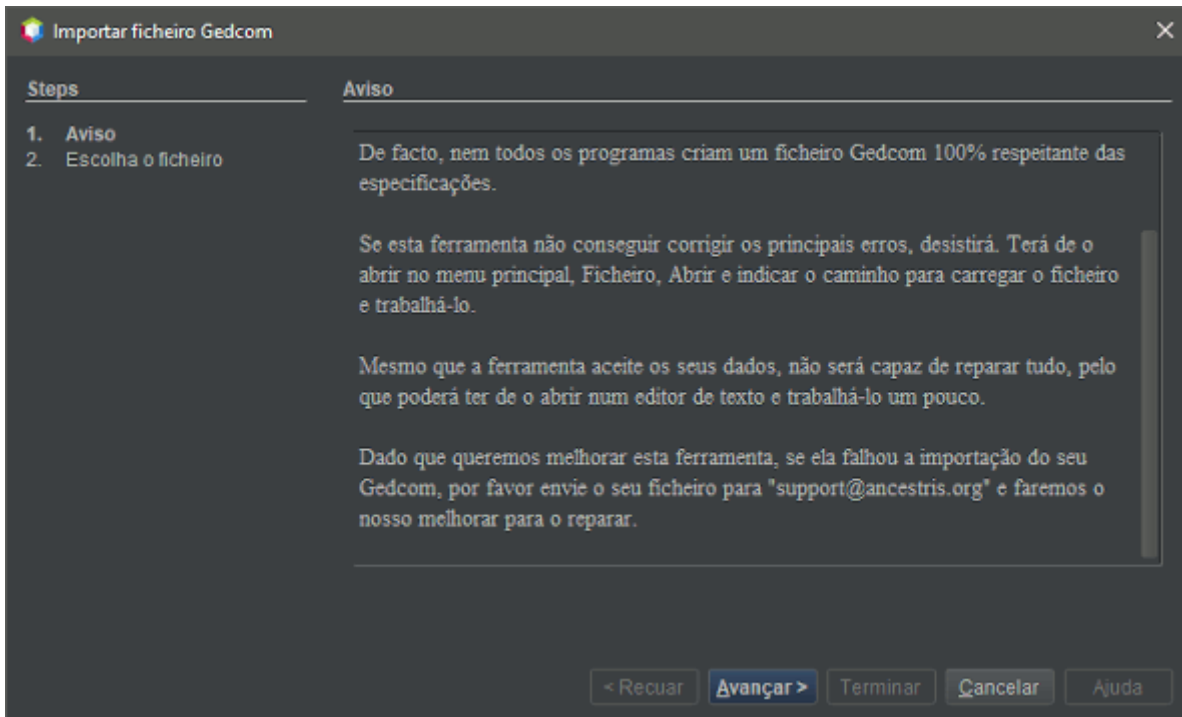 Importar ficheiro Gedcom
Steps
1. Aviso
2. Escolha o ficheiro
Aviso
De facto, nem todos os programas criam um ficheiro Gedcom 100% respeitante das
especificações.
Se esta ferramenta não conseguir corrigir os principais erros, desistirá. Terá de o
abrir no menu principal, Ficheiro, Abrir e indicar o caminho para carregar o ficheiro
e trabalhá-lo.
Mesmo que a ferramenta aceite os seus dados, não será capaz de reparar tudo, pelo
que poderá ter de o abrir num editor de texto e trabalhá-lo um pouco.
Dado que queremos melhorar esta ferramenta, se ela falhou a importação do seu
Gedcom, por favor envie o seu ficheiro para "support@ancestris.org" e faremos o
nosso melhorar para o reparar.
< Recuar Avançar > Terminar Cancelar Ajuda